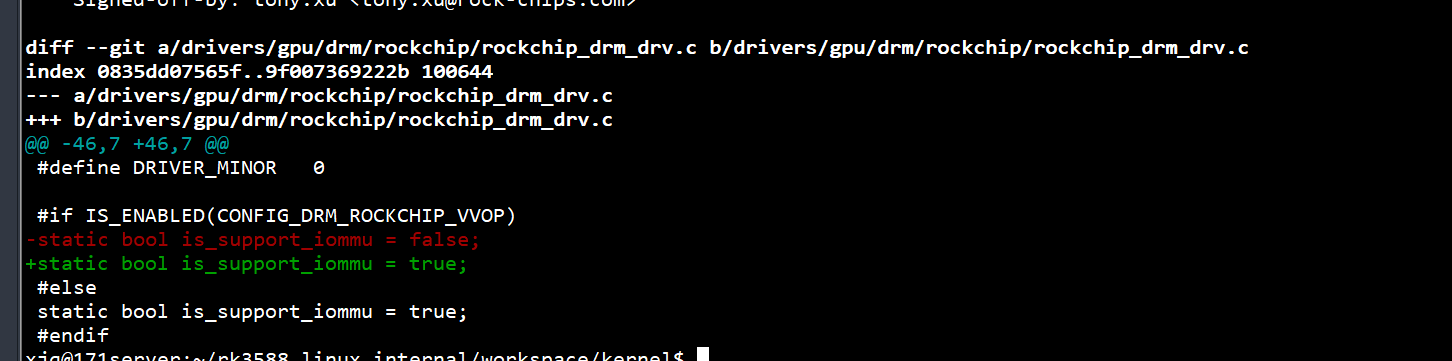 Signed-off-by: tony.xu <tony.xu@rock-chips.com>
diff --git a/drivers/gpu/drm/rockchip/rockchip_drm_drv.c b/drivers/gpu/drm/rockchip/rockchip_drm_drv.c
index 0835dd07565f..9f007369222b 100644
--- a/drivers/gpu/drm/rockchip/rockchip_drm_drv.c
+++ b/drivers/gpu/drm/rockchip/rockchip_drm_drv.c
@@ -46,7 +46,7 @@
 #define DRIVER_MINOR   0
 #if IS_ENABLED(CONFIG_DRM_ROCKCHIP_VVOP)
-static bool is_support_iommu = false;
+static bool is_support_iommu = true;
 #else
 static bool is_support_iommu = true;
 #endif
xjq@171server:~/rk3588_linux_internal/workspace/kernel$